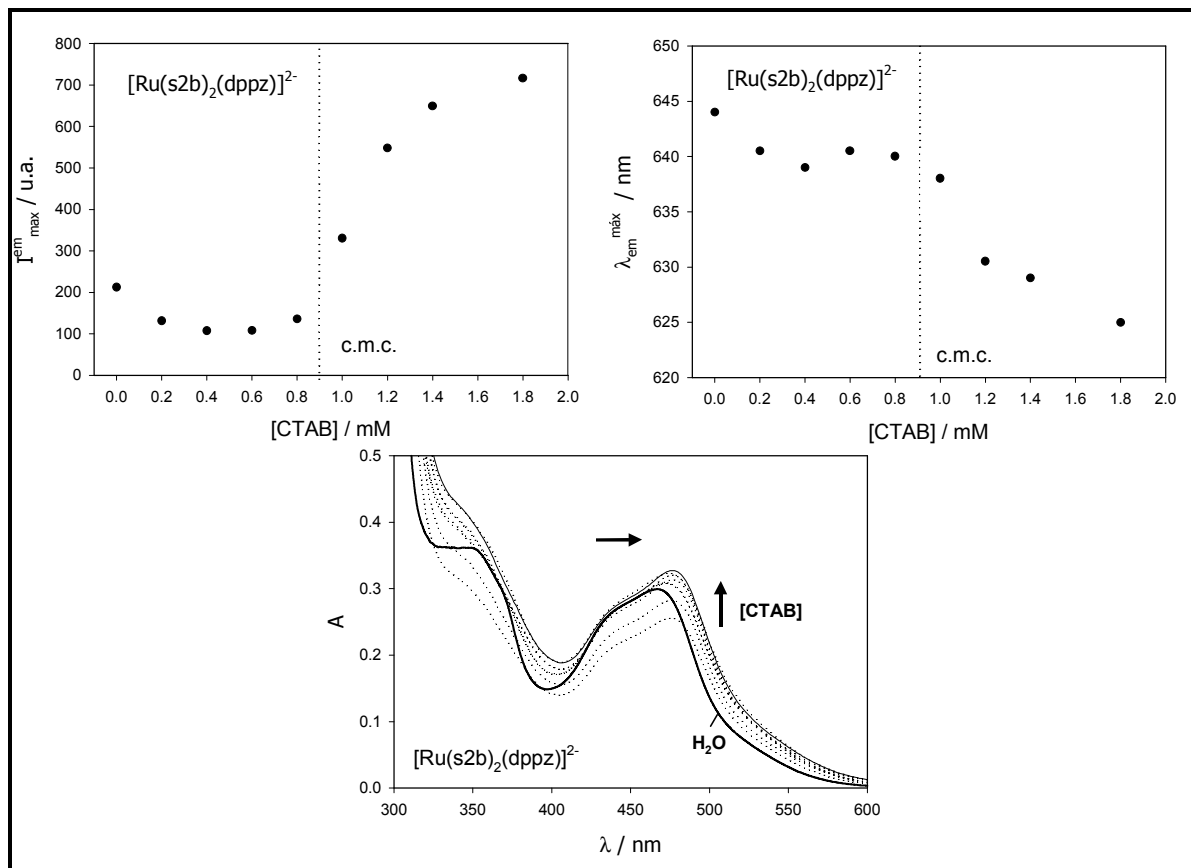 800
700
600
500
400
300
200
100
0
I^em_max / u.a.
[Ru(s2b)₂(dppz)]²⁻
c.m.c.
0.0 0.2 0.4 0.6 0.8 1.0 1.2 1.4 1.6 1.8 2.0
[CTAB] / mM
650
645
640
635
630
625
620
λ_em^máx / nm
[Ru(s2b)₂(dppz)]²⁻
c.m.c.
0.0 0.2 0.4 0.6 0.8 1.0 1.2 1.4 1.6 1.8 2.0
[CTAB] / mM
0.5
0.4
0.3
0.2
0.1
0.0
A
[CTAB]
H₂O
[Ru(s2b)₂(dppz)]²⁻
300 350 400 450 500 550 600
λ / nm